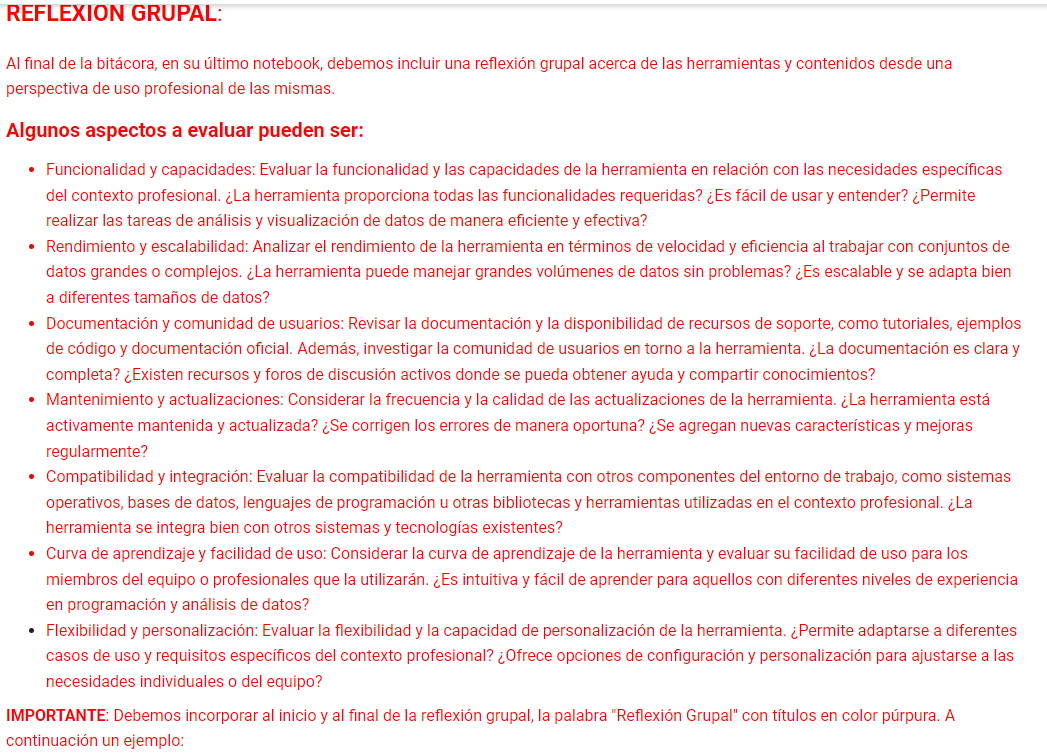 REFLEXION GRUPAL:
Al final de la bitácora, en su último notebook, debemos incluir una reflexión grupal acerca de las herramientas y contenidos desde una
perspectiva de uso profesional de las mismas.
Algunos aspectos a evaluar pueden ser:
• Funcionalidad y capacidades: Evaluar la funcionalidad y las capacidades de la herramienta en relación con las necesidades específicas
del contexto profesional. ¿La herramienta proporciona todas las funcionalidades requeridas? ¿Es fácil de usar y entender? ¿Permite
realizar las tareas de análisis y visualización de datos de manera eficiente y efectiva?
• Rendimiento y escalabilidad: Analizar el rendimiento de la herramienta en términos de velocidad y eficiencia al trabajar con conjuntos de
datos grandes o complejos. ¿La herramienta puede manejar grandes volúmenes de datos sin problemas? ¿Es escalable y se adapta bien
a diferentes tamaños de datos?
• Documentación y comunidad de usuarios: Revisar la documentación y la disponibilidad de recursos de soporte, como tutoriales, ejemplos
de código y documentación oficial. Además, investigar la comunidad de usuarios en torno a la herramienta. ¿La documentación es clara y
completa? ¿Existen recursos y foros de discusión activos donde se pueda obtener ayuda y compartir conocimientos?
• Mantenimiento y actualizaciones: Considerar la frecuencia y la calidad de las actualizaciones de la herramienta. ¿La herramienta está
activamente mantenida y actualizada? ¿Se corrigen los errores de manera oportuna? ¿Se agregan nuevas características y mejoras
regularmente?
• Compatibilidad y integración: Evaluar la compatibilidad de la herramienta con otros componentes del entorno de trabajo, como sistemas
operativos, bases de datos, lenguajes de programación u otras bibliotecas y herramientas utilizadas en el contexto profesional. ¿La
herramienta se integra bien con otros sistemas y tecnologías existentes?
• Curva de aprendizaje y facilidad de uso: Considerar la curva de aprendizaje de la herramienta y evaluar su facilidad de uso para los
miembros del equipo o profesionales que la utilizarán. ¿Es intuitiva y fácil de aprender para aquellos con diferentes niveles de experiencia
en programación y análisis de datos?
• Flexibilidad y personalización: Evaluar la flexibilidad y la capacidad de personalización de la herramienta. ¿Permite adaptarse a diferentes
casos de uso y requisitos específicos del contexto profesional? ¿Ofrece opciones de configuración y personalización para ajustarse a las
necesidades individuales o del equipo?
IMPORTANTE: Debemos incorporar al inicio y al final de la reflexión grupal, la palabra "Reflexión Grupal" con títulos en color púrpura. A
continuación un ejemplo: